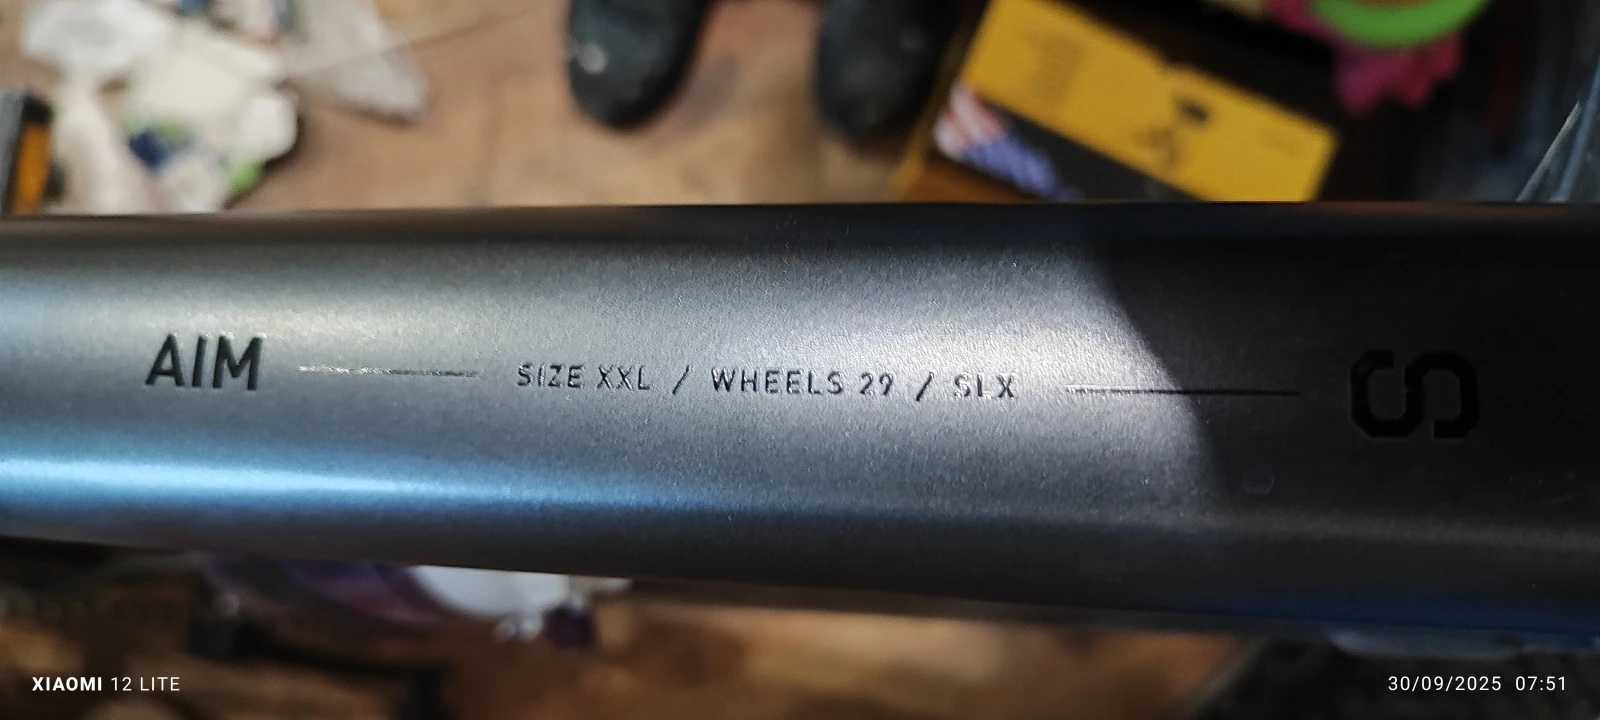 AIM — SIZE XXL / WHEELS 29 / SLX —
XIAOMI 12 LITE
30/09/2025 07:51